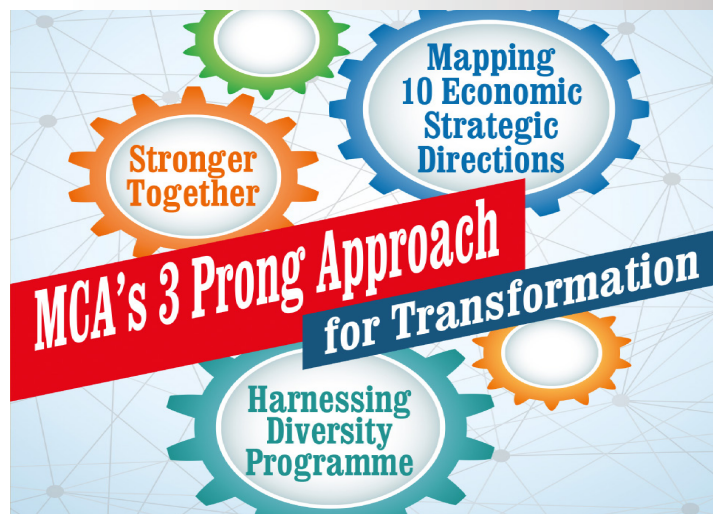 Mapping
10 Economic
Strategic
Directions
Stronger
Together
MCA's 3 Prong Approach
for Transformation
Harnessing
Diversity
Programme